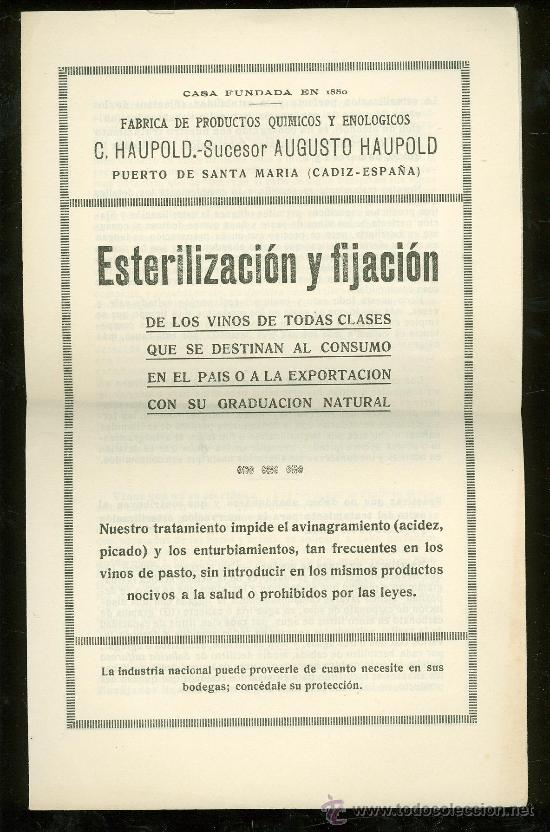 CASA FUNDADA EN 1880
FABRICA DE PRODUCTOS QUIMICOS Y ENOLOGICOS
C. HAUPOLD.-Sucesor AUGUSTO HAUPOLD
PUERTO DE SANTA MARIA (CADIZ-ESPAÑA)
Esterilización y fijación
DE LOS VINOS DE TODAS CLASES
QUE SE DESTINAN AL CONSUMO
EN EL PAIS O A LA EXPORTACION
CON SU GRADUACION NATURAL
Nuestro tratamiento impide el avinagramiento (acidez,
picado) y los enturbiamientos, tan frecuentes en los
vinos de pasto, sin introducir en los mismos productos
nocivos a la salud o prohibidos por las leyes.
La industria nacional puede proveerle de cuanto necesite en sus
bodegas; concédale su protección.
www.todocoleccion.net